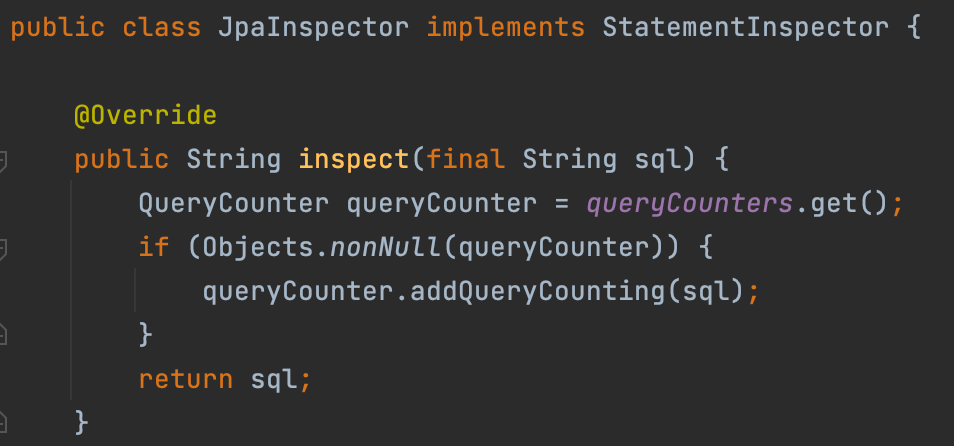 public class JpaInspector implements StatementInspector {
@Override
public String inspect(final String sql) {
QueryCounter queryCounter = queryCounters.get();
if (Objects.nonNull(queryCounter)) {
queryCounter.addQueryCounting(sql);
}
return sql;
}